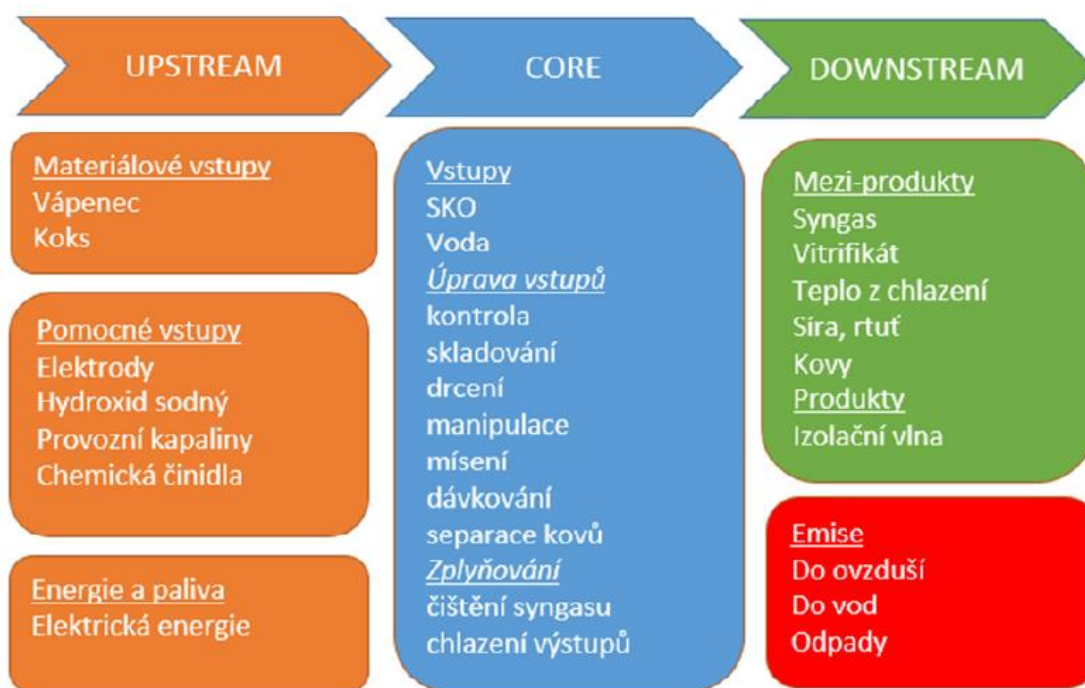 UPSTREAM
CORE
DOWNSTREAM
Materiálové vstupy
Vápenec
Koks
Pomocné vstupy
Elektrody
Hydroxid sodný
Provozní kapaliny
Chemická činidla
Energie a paliva
Elektrická energie
Vstupy
SKO
Voda
Úprava vstupů
kontrola
skladování
drcení
manipulace
mísení
dávkování
separace kovů
Zplyňování
čištění syngasu
chlazení výstupů
Mezi-produkty
Syngas
Vitrifikát
Teplo z chlazení
Síra, rtuť
Kovy
Produkty
Izolační vlna
Emise
Do ovzduší
Do vod
Odpady